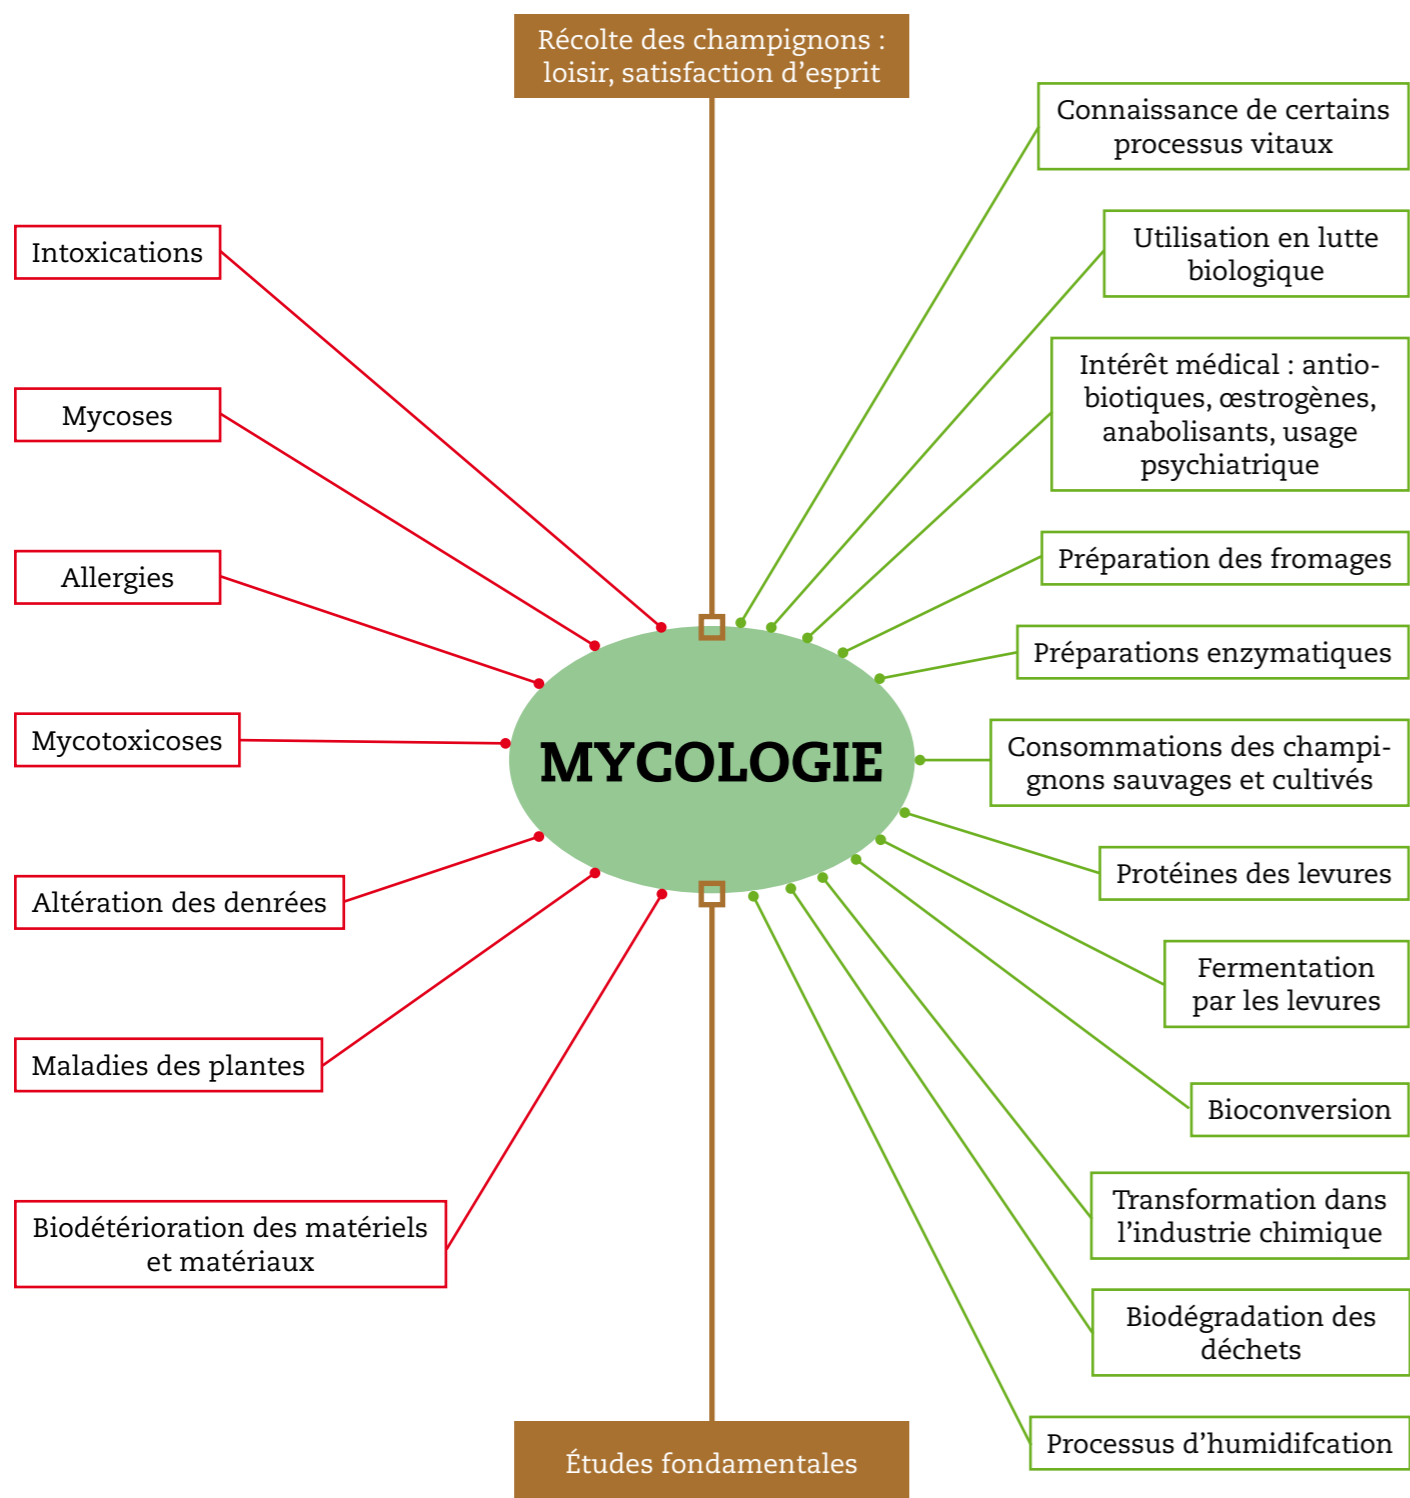 Récolte des champignons :
loisir, satisfaction d’esprit
Intoxications
Mycoses
Allergies
Mycotoxicoses
Altération des denrées
Maladies des plantes
Biodétérioration des matériels
et matériaux
MYCOLOGIE
Connaissance de certains
processus vitaux
Utilisation en lutte
biologique
Intérêt médical : antio-
biotiques, œstrogènes,
anabolisants, usage
psychiatrique
Préparation des fromages
Préparations enzymatiques
Consommations des champi-
gnons sauvages et cultivés
Protéines des levures
Fermentation
par les levures
Bioconversion
Transformation dans
l’industrie chimique
Biodégradation des
déchets
Processus d’humidifcation
Études fondamentales